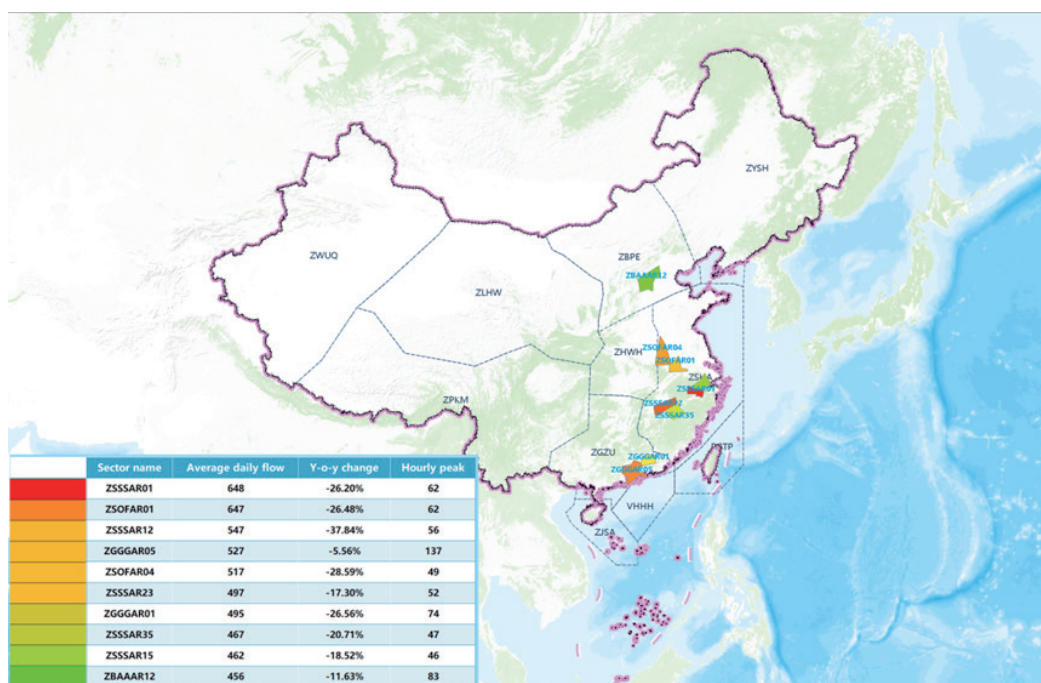 ZYSH
ZBPE
ZWUQ
ZBAAAR12
ZLHW
ZSOFAR04
ZHWH
ZSOFAR01
ZSHA
ZSSSAR01
ZPKM
ZSSSAR12
ZSSSAR35
ZGZU
ZGGGAR01
ZGGGAR05
VHHH
ZJSA
Sector name Average daily flow Y-o-y change Hourly peak
ZSSSAR01 648 -26.20% 62
ZSOFAR01 647 -26.48% 62
ZSSSAR12 547 -37.84% 56
ZGGGAR05 527 -5.56% 137
ZSOFAR04 517 -28.59% 49
ZSSSAR23 497 -17.30% 52
ZGGGAR01 495 -26.56% 74
ZSSSAR35 467 -20.71% 47
ZSSSAR15 462 -18.52% 46
ZBAAAR12 456 -11.63% 83